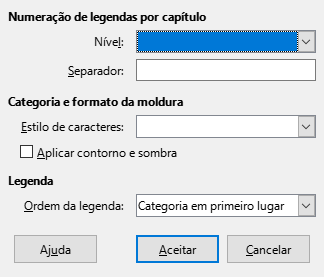 Numeração de legendas por capítulo
Nível:
Separador:
Categoria e formato da moldura
Estilo de caracteres:
Aplicar contorno e sombra
Legenda
Ordem da legenda: Categoria em primeiro lugar
Ajuda Aceitar Cancelar